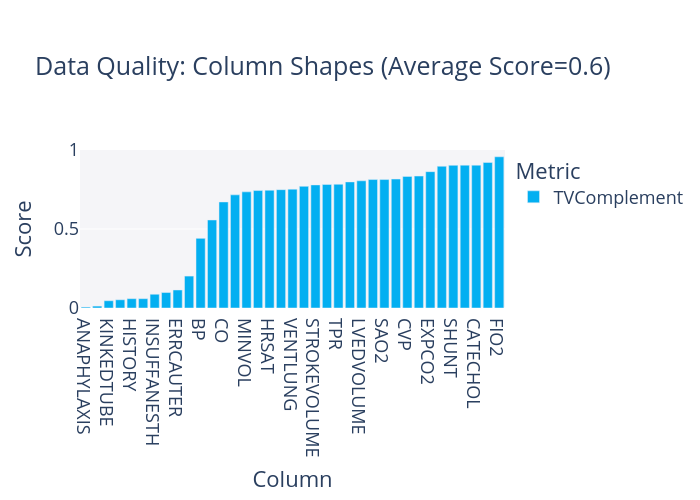 Data Quality: Column Shapes (Average Score=0.6)
1
0.5
0
Score
Metric
TVComplement
ANAPHYLAXIS
KINKEDTUBE
HISTORY
INSUFFANESTH
ERRCAUTER
BP
CO
MINVOL
HRSAT
VENTLUNG
STROKEVOLUME
TPR
LVEDVOLUME
SAO2
CVP
EXPCO2
SHUNT
CATECHOL
FIO2
Column